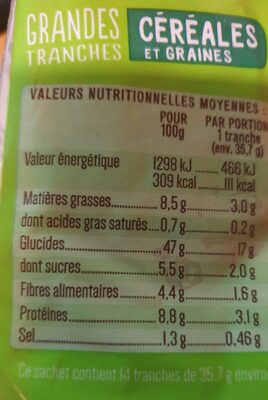 GRANDES
TRANCHES
CÉRÉALES
ET GRAINES
VALEURS NUTRITIONNELLES MOYENNES :
POUR
100g
PAR PORTION
1 tranche
(env. 35,7 g)
Valeur énergétique 1298 kJ ........ 466 kJ
309 kcal ........ 111 kcal
Matières grasses ........ 8,5 g ........ 3,0 g
dont acides gras saturés .... 0,7 g ........ 0.2 g
Glucides ........ 47 g ........ 17 g
dont sucres ........ 5,5 g ........ 2,0 g
Fibres alimentaires ........ 4,4 g ........ 1.6 g
Protéines ........ 8,8 g ........ 3.1 g
Sel ........ 1,3 g ........ 0.46 g
Ce sachet contient 14 tranches de 35.7 g enviro